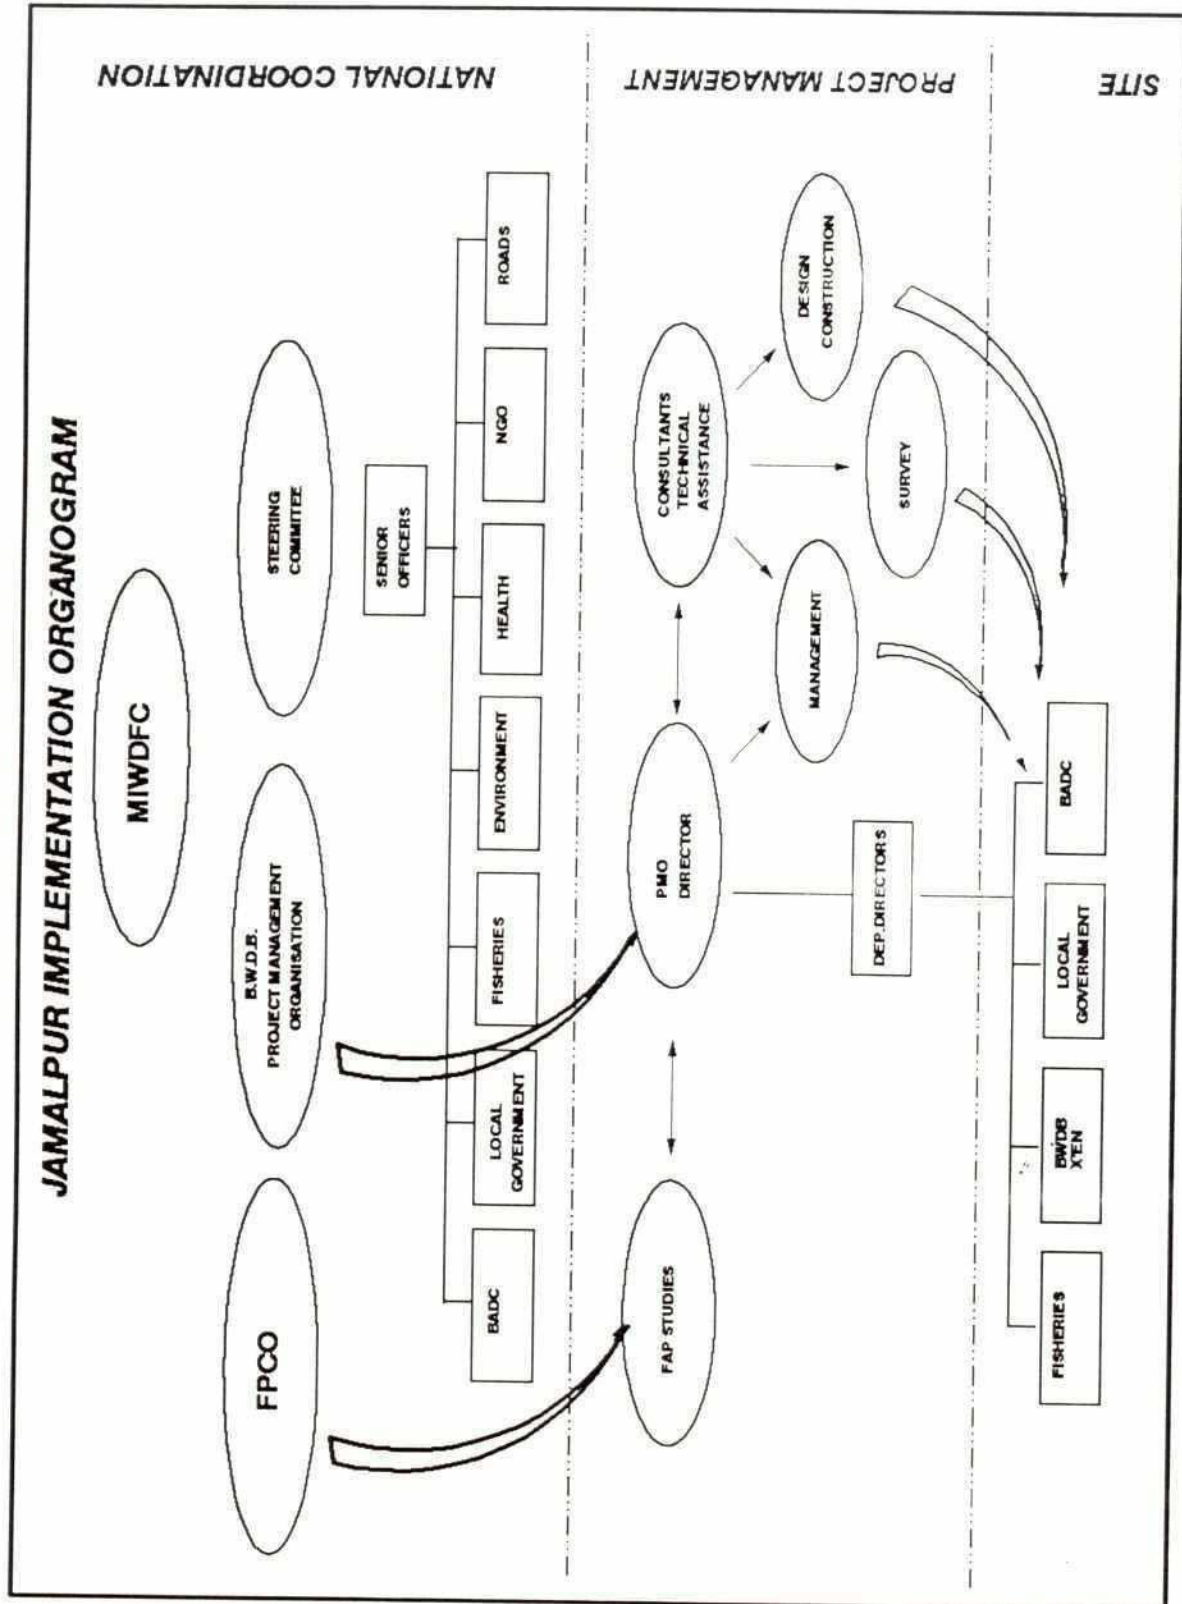 JAMALPUR IMPLEMENTATION ORGANOGRAM
NATIONAL COORDINATION
MIWDFC
FPCO
B.W.D.B.
PROJECT MANAGEMENT
ORGANISATION
STEERING
COMMITEE
SENIOR
OFFICERS
BADC
LOCAL
GOVERNMENT
FISHERIES
ENVIRONMENT
HEALTH
NGO
ROADS
PROJECT MANAGEMENT
FAP STUDIES
PMO
DIRECTOR
CONSULTANTS
TECHNICAL
ASSISTANCE
MANAGEMENT
SURVEY
DESIGN
CONSTRUCTION
DEP.DIRECTORS
SITE
FISHERIES
BWDB
X'EN
LOCAL
GOVERNMENT
BADC